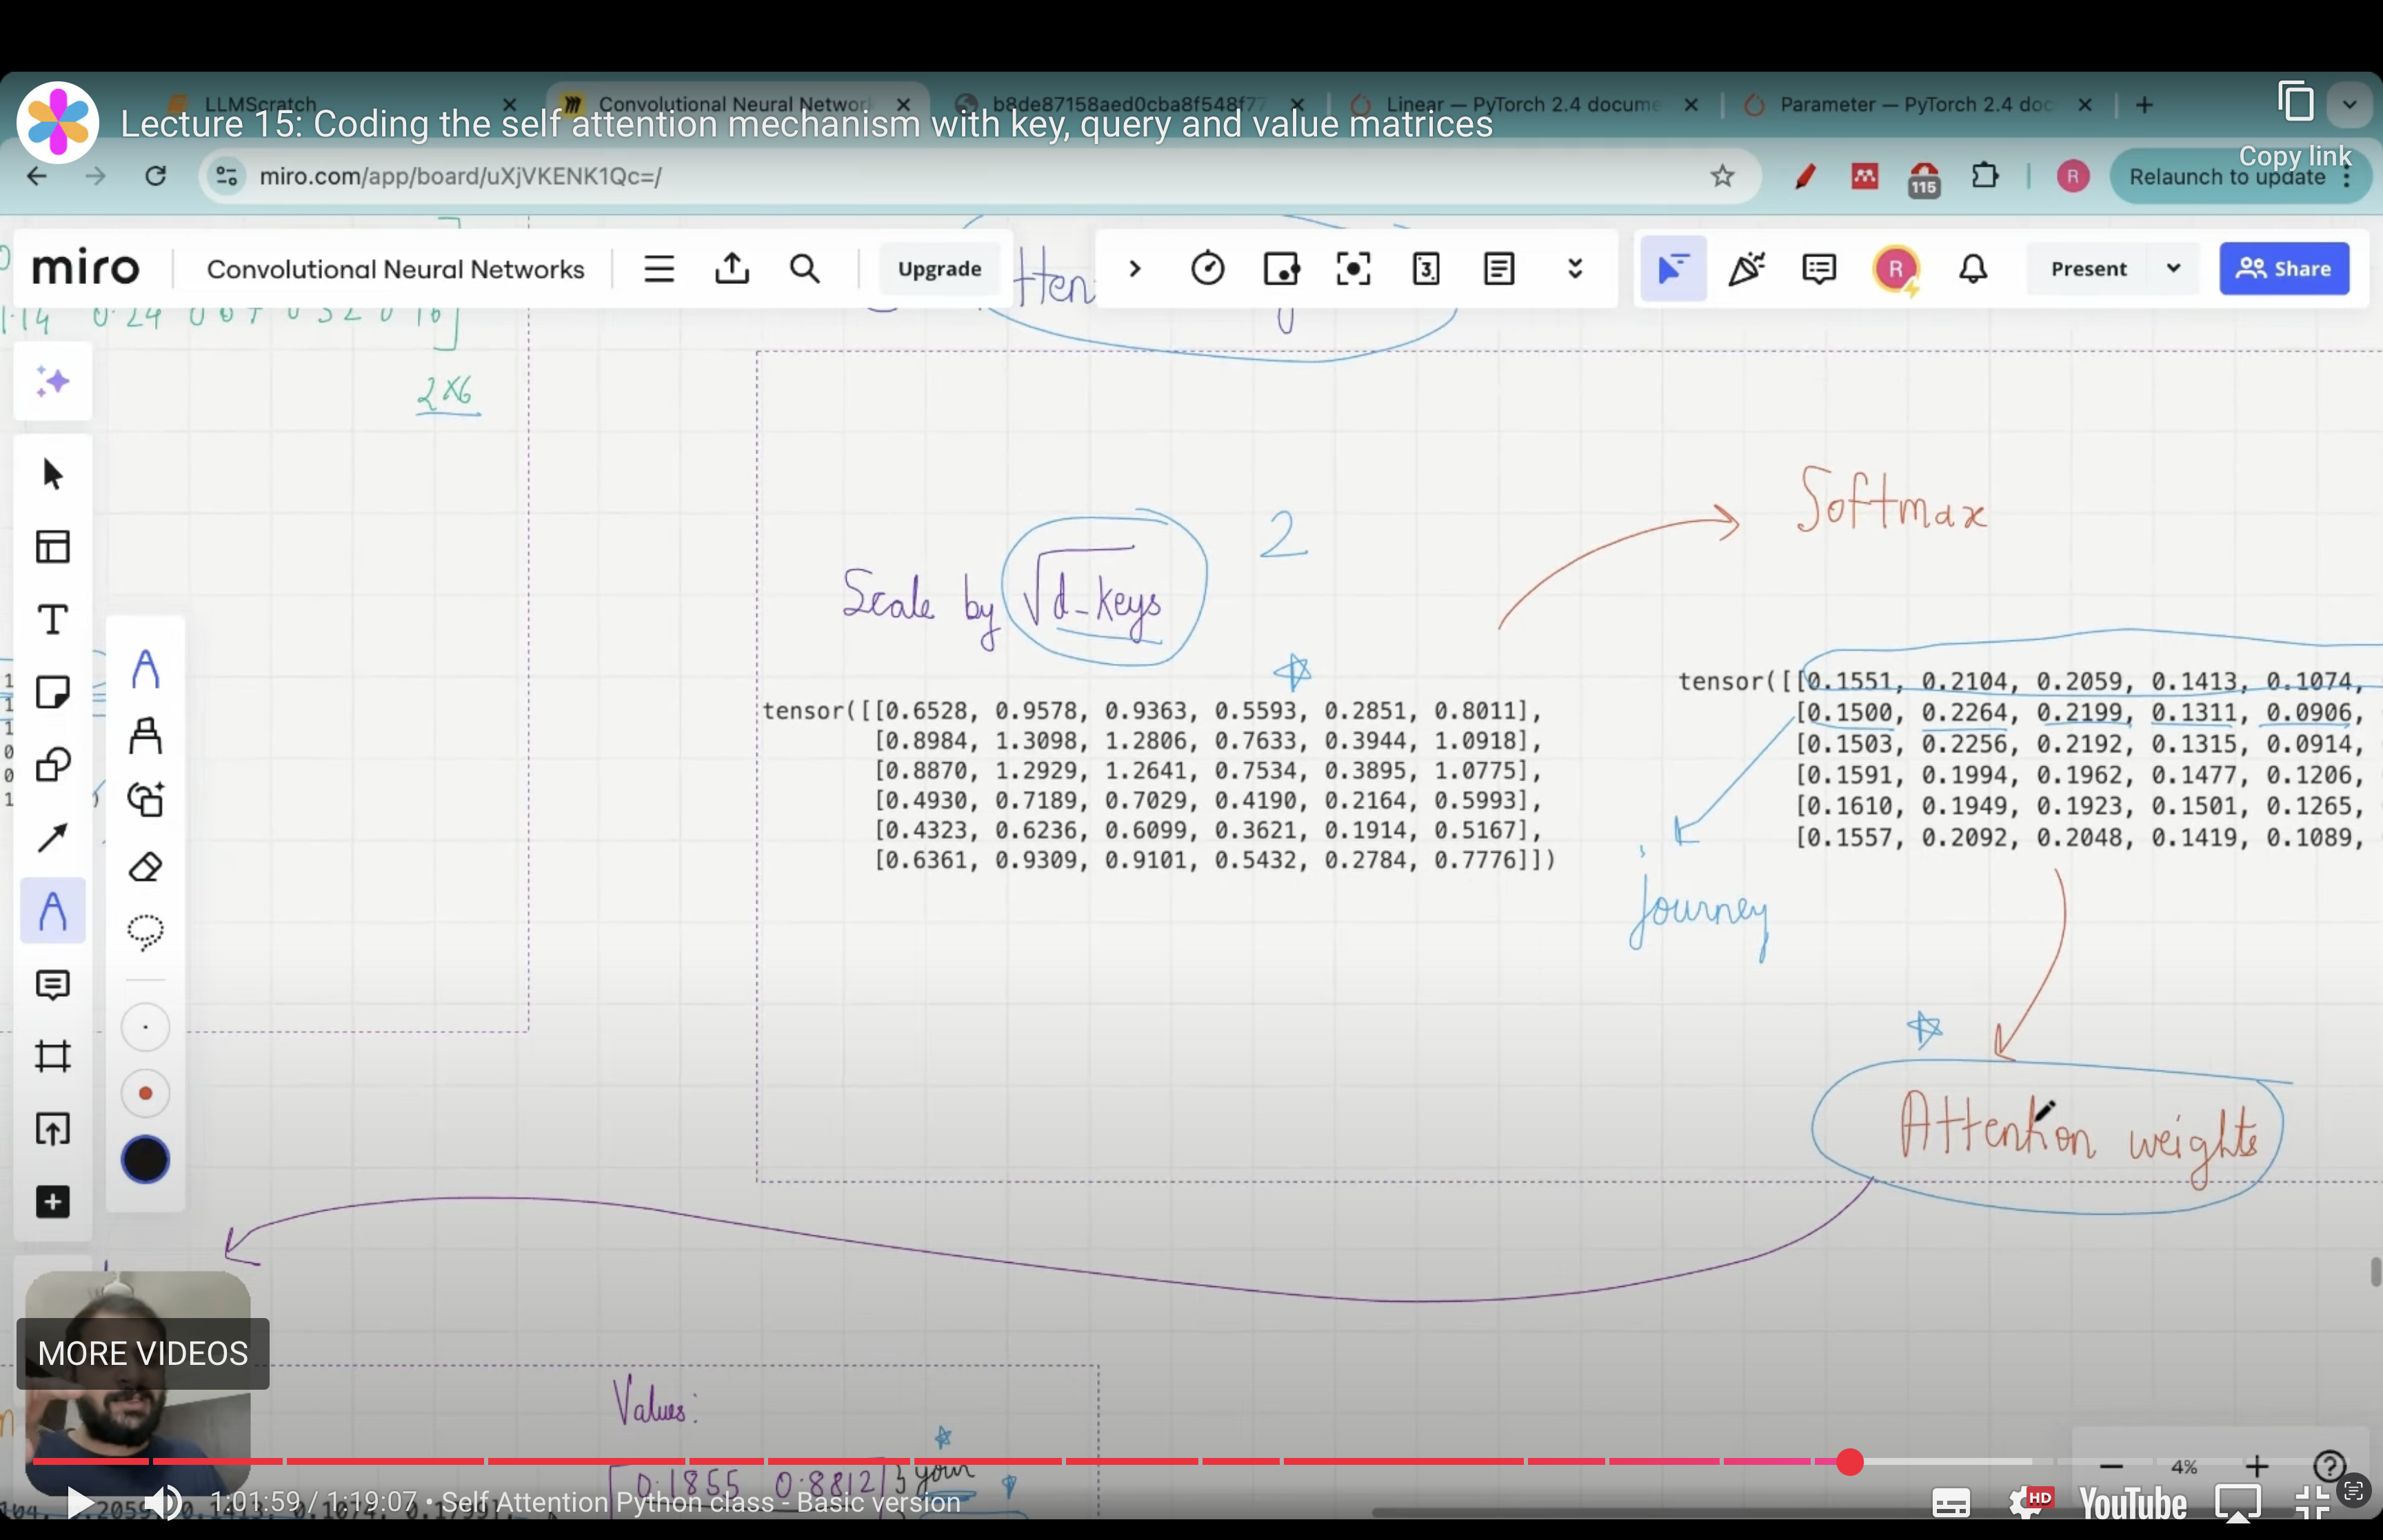 LLMScratch
Convolutional Neural Networ
b8de87158aed0cba8f548f77
Linear — PyTorch 2.4 docume
Parameter — PyTorch 2.4 doc
Lecture 15: Coding the self attention mechanism with key, query and value matrices
Copy link
miro.com/app/board/uXjVKENK1Qc=/
115
R
Relaunch to update
miro
Convolutional Neural Networks
Upgrade
tten
3
R
Present
Share
2x6
Softmax
2
Scale by √d_keys
tensor([[0.6528, 0.9578, 0.9363, 0.5593, 0.2851, 0.8011],
[0.8984, 1.3098, 1.2806, 0.7633, 0.3944, 1.0918],
[0.8870, 1.2929, 1.2641, 0.7534, 0.3895, 1.0775],
[0.4930, 0.7189, 0.7029, 0.4190, 0.2164, 0.5993],
[0.4323, 0.6236, 0.6099, 0.3621, 0.1914, 0.5167],
[0.6361, 0.9309, 0.9101, 0.5432, 0.2784, 0.7776]])
tensor([[0.1551, 0.2104, 0.2059, 0.1413, 0.1074,
[0.1500, 0.2264, 0.2199, 0.1311, 0.0906,
[0.1503, 0.2256, 0.2192, 0.1315, 0.0914,
[0.1591, 0.1994, 0.1962, 0.1477, 0.1206,
[0.1610, 0.1949, 0.1923, 0.1501, 0.1265,
[0.1557, 0.2092, 0.2048, 0.1419, 0.1089,
journey
Attention weights
MORE VIDEOS
Values:
[0.1855 0.8812] your
4%
1:01:59 / 1:19:07 • Self Attention Python class - Basic version
HD
YouTube